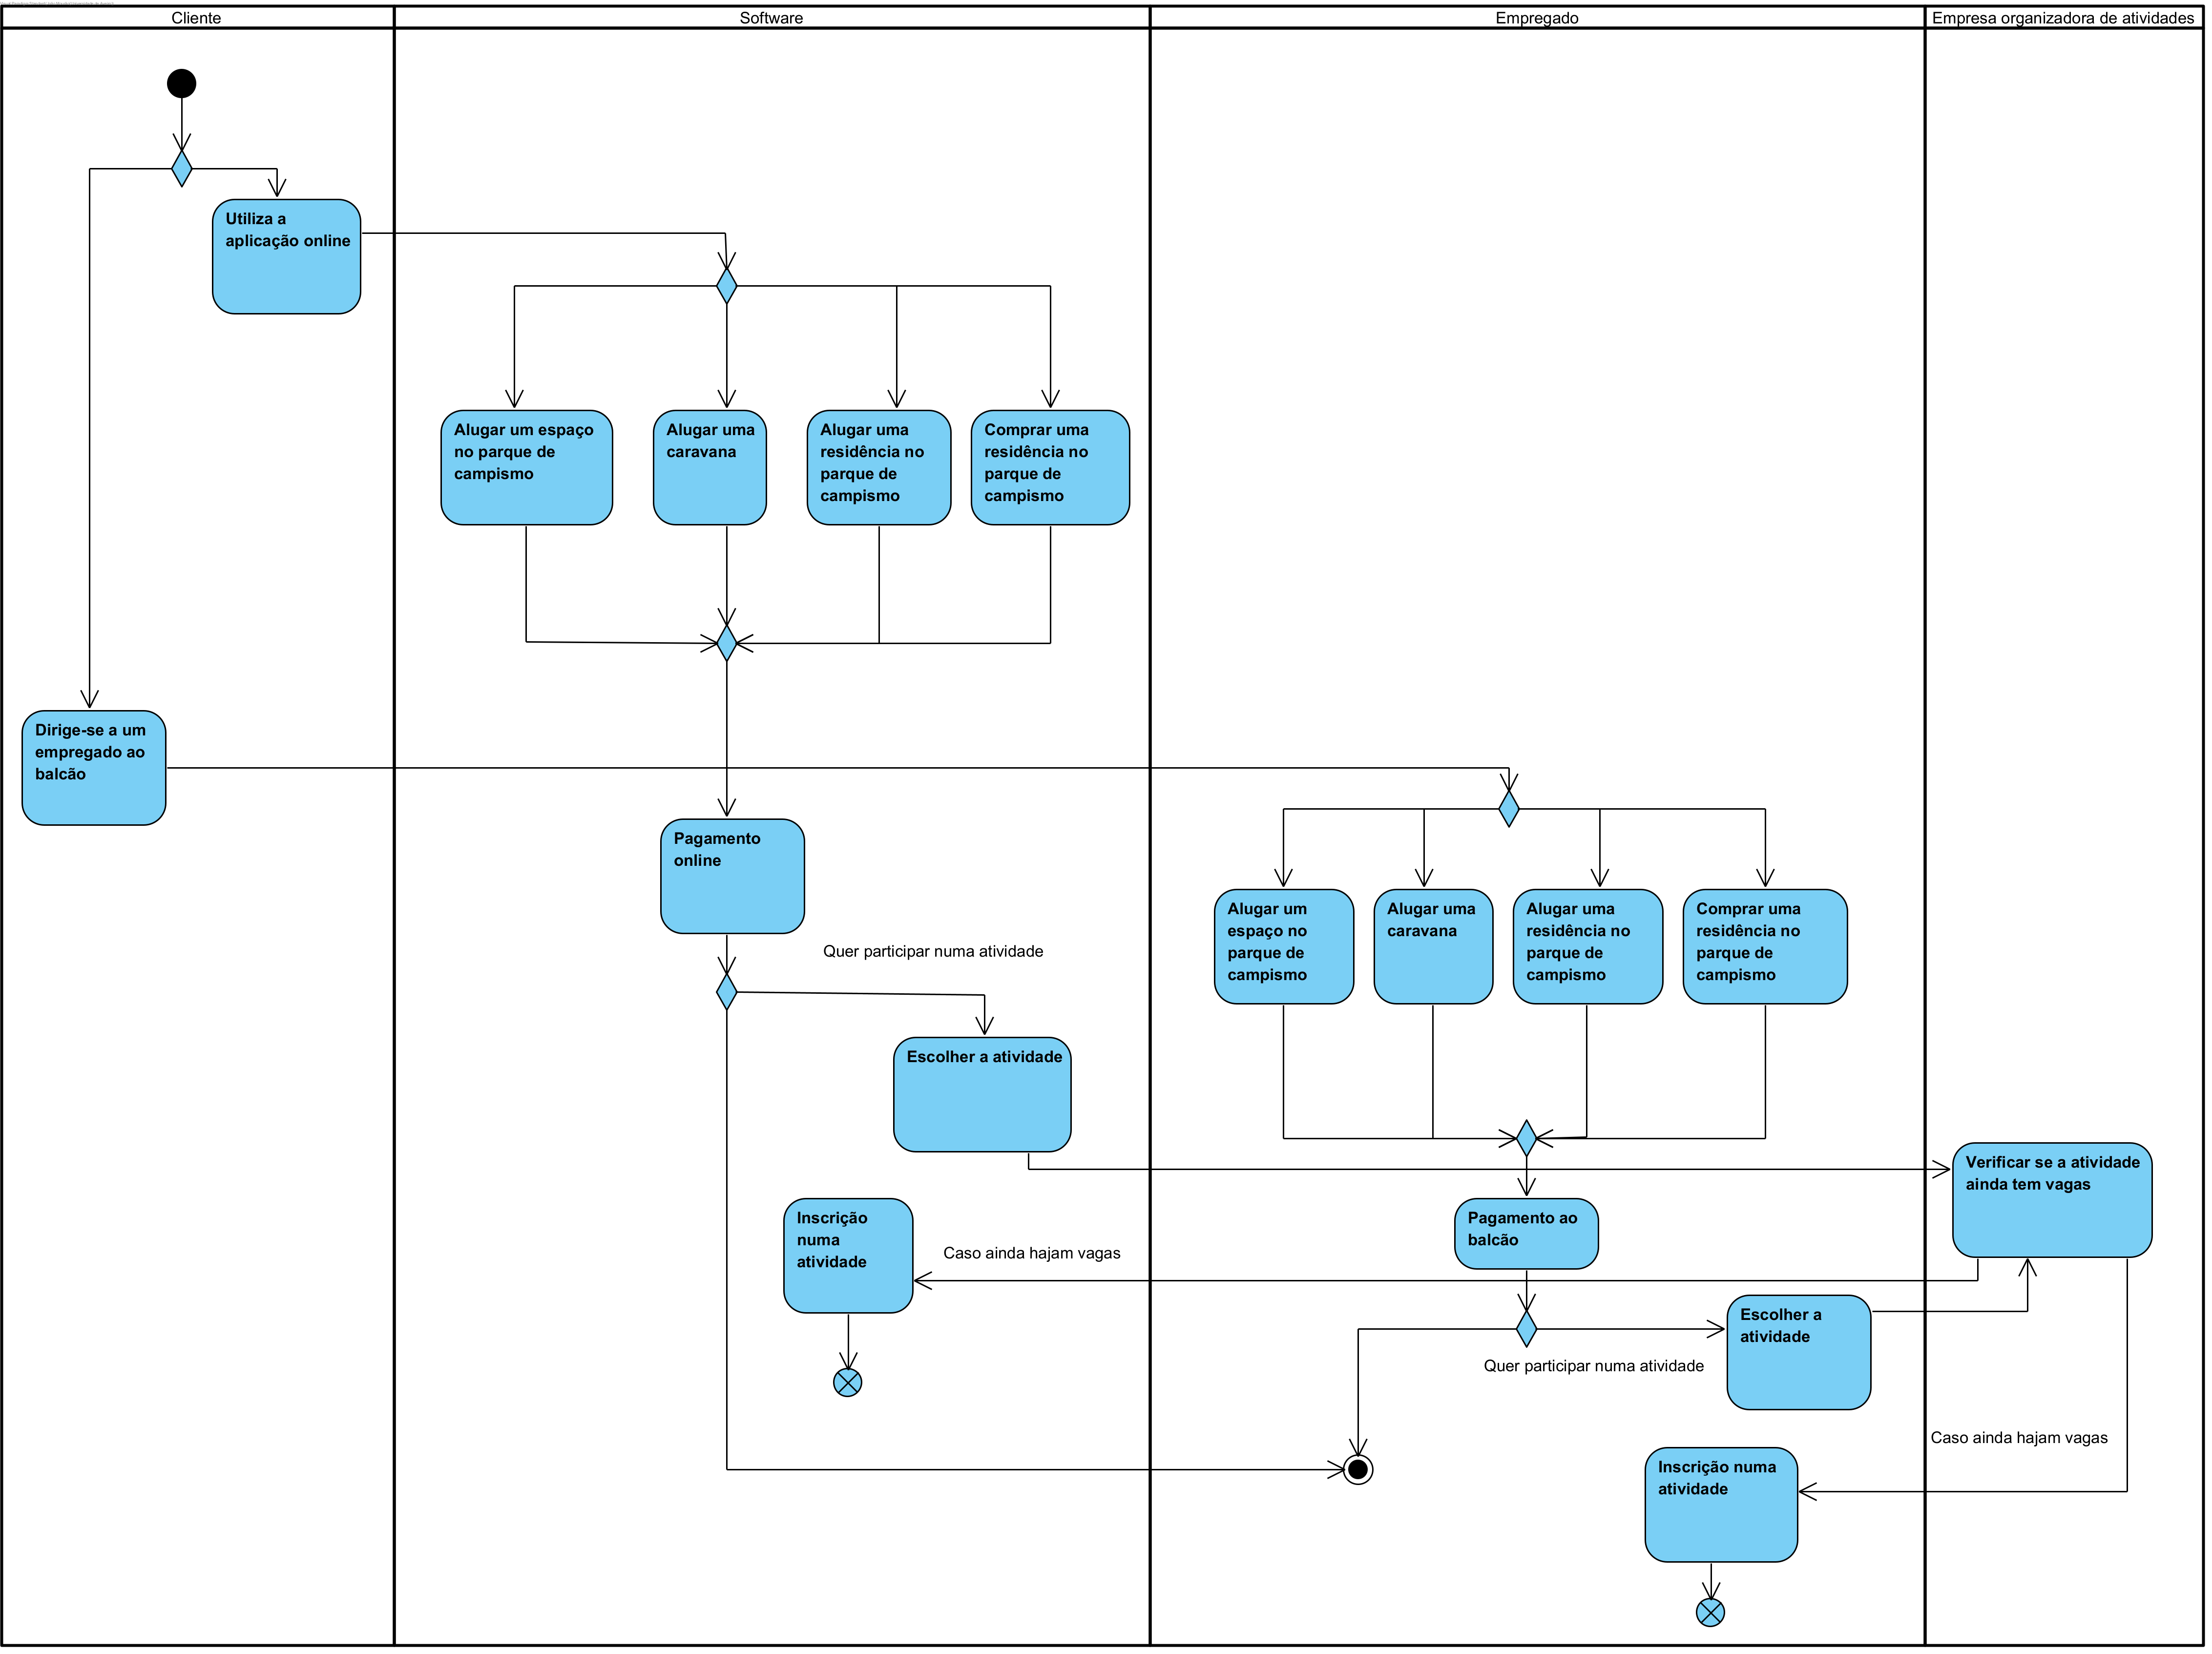 Cliente
Software
Empregado
Empresa organizadora de atividades
Utiliza a
aplicação online
Alugar um espaço
no parque de
campismo
Alugar uma
caravana
Alugar uma
residência no
parque de
campismo
Comprar uma
residência no
parque de
campismo
Dirige-se a um
empregado ao
balcão
Pagamento
online
Quer participar numa atividade
Alugar um
espaço no
parque de
campismo
Alugar uma
caravana
Alugar uma
residência no
parque de
campismo
Comprar uma
residência no
parque de
campismo
Escolher a atividade
Verificar se a atividade
ainda tem vagas
Inscrição
numa
atividade
Caso ainda hajam vagas
Pagamento ao
balcão
Escolher a
atividade
Quer participar numa atividade
Caso ainda hajam vagas
Inscrição numa
atividade